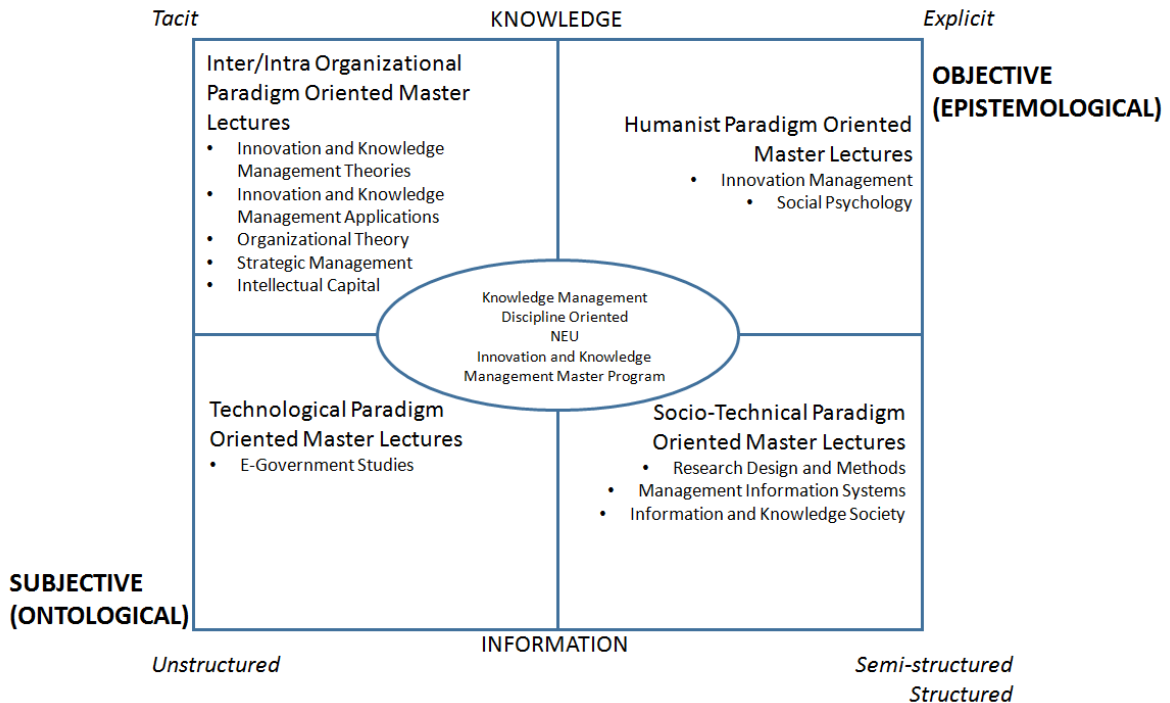 Tacit
KNOWLEDGE
Explicit
Inter/Intra Organizational
Paradigm Oriented Master
Lectures
• Innovation and Knowledge
Management Theories
• Innovation and Knowledge
Management Applications
• Organizational Theory
• Strategic Management
• Intellectual Capital
Humanist Paradigm Oriented
Master Lectures
• Innovation Management
• Social Psychology
OBJECTIVE
(EPISTEMOLOGICAL)
Knowledge Management
Discipline Oriented
NEU
Innovation and Knowledge
Management Master Program
Technological Paradigm
Oriented Master Lectures
• E-Government Studies
Socio-Technical Paradigm
Oriented Master Lectures
• Research Design and Methods
• Management Information Systems
• Information and Knowledge Society
SUBJECTIVE
(ONTOLOGICAL)
INFORMATION
Unstructured
Semi-structured
Structured